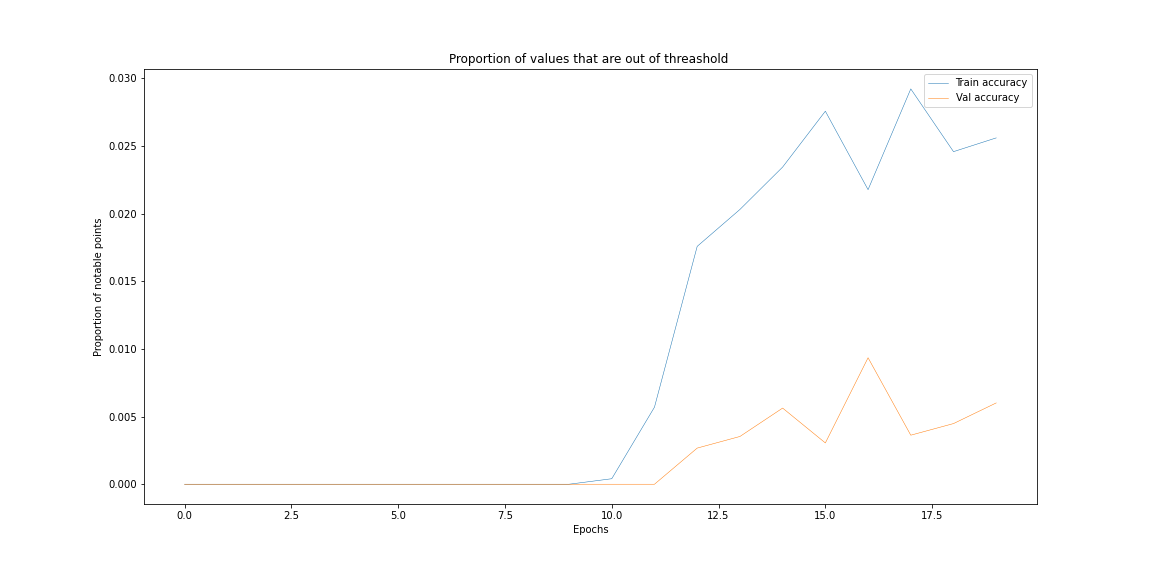 Proportion of values that are out of threashold
Train accuracy
Val accuracy
Proportion of notable points
0.030
0.025
0.020
0.015
0.010
0.005
0.000
0.0 2.5 5.0 7.5 10.0 12.5 15.0 17.5
Epochs